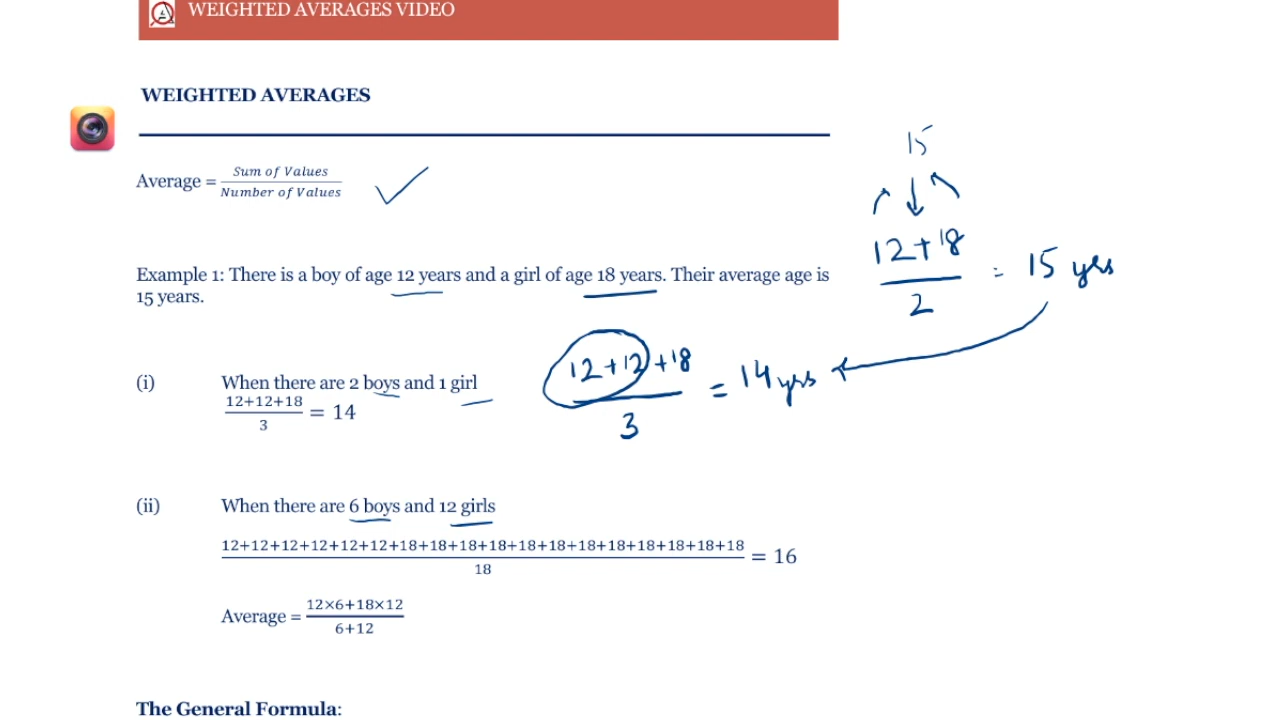 WEIGHTED AVERAGES VIDEO
WEIGHTED AVERAGES
15
Average = Sum of Values / Number of Values
12+18 / 2 = 15 yrs
Example 1: There is a boy of age 12 years and a girl of age 18 years. Their average age is
15 years.
(i) When there are 2 boys and 1 girl
12+12+18 / 3 = 14
12+12+18 / 3 = 14 yrs
(ii) When there are 6 boys and 12 girls
12+12+12+12+12+12+18+18+18+18+18+18+18+18+18+18+18+18 / 18 = 16
Average = 12×6+18×12 / 6+12
The General Formula: